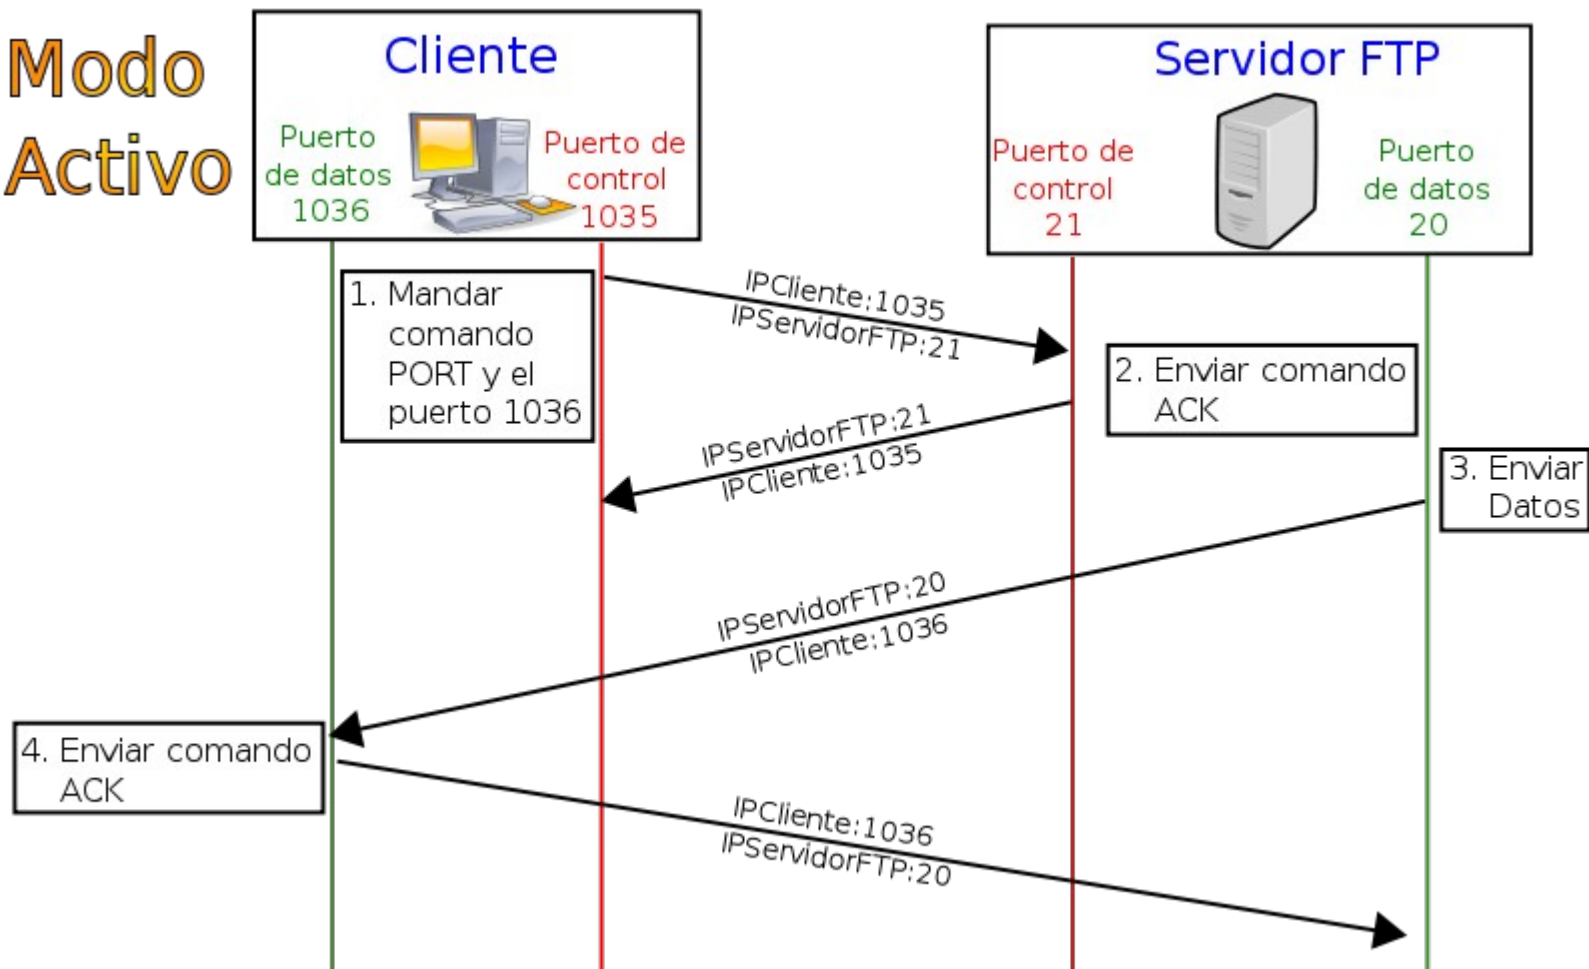 Modo
Activo
Cliente
Puerto
de datos
1036
Puerto de
control
1035
Servidor FTP
Puerto de
control
21
Puerto
de datos
20
1. Mandar
comando
PORT y el
puerto 1036
IPCliente:1035
IPServidorFTP:21
2. Enviar comando
ACK
IPServidorFTP:21
IPCliente:1035
3. Enviar
Datos
IPServidorFTP:20
IPCliente:1036
4. Enviar comando
ACK
IPCliente:1036
IPServidorFTP:20